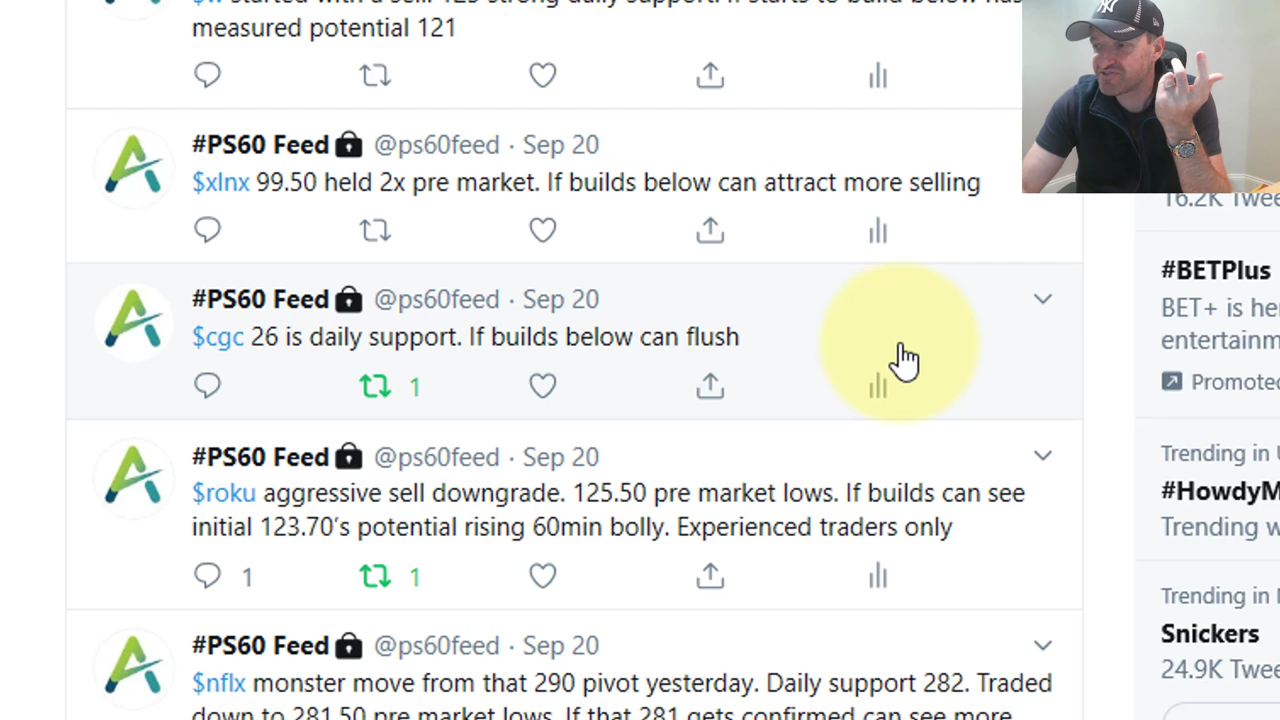 measured potential 121
#PS60 Feed @ps60feed · Sep 20
$xlnx 99.50 held 2x pre market. If builds below can attract more selling
#PS60 Feed @ps60feed · Sep 20
$cgc 26 is daily support. If builds below can flush
1
#PS60 Feed @ps60feed · Sep 20
$roku aggressive sell downgrade. 125.50 pre market lows. If builds can see
initial 123.70's potential rising 60min bolly. Experienced traders only
1 1
#PS60 Feed @ps60feed · Sep 20
$nflx monster move from that 290 pivot yesterday. Daily support 282. Traded
down to 281.50 pre market lows. If that 281 gets confirmed can see more
16.2K Twee
#BETPlus
BET+ is he
entertainm
Promoted
Trending in
#HowdyM
Trending w
Trending in
Snickers
24.9K Twee